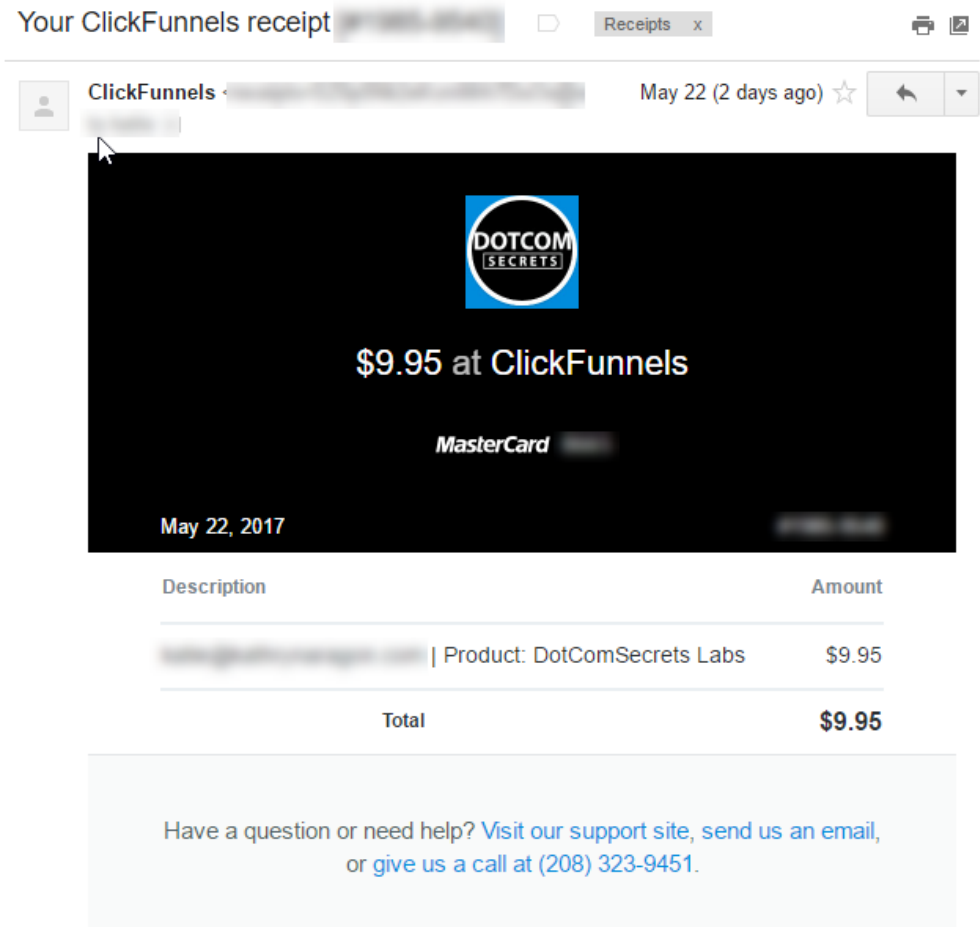 Your ClickFunnels receipt
Receipts x
ClickFunnels
May 22 (2 days ago)
DOTCOM
SECRETS
$9.95 at ClickFunnels
MasterCard
May 22, 2017
Description Amount
| Product: DotComSecrets Labs $9.95
Total $9.95
Have a question or need help? Visit our support site, send us an email,
or give us a call at (208) 323-9451.